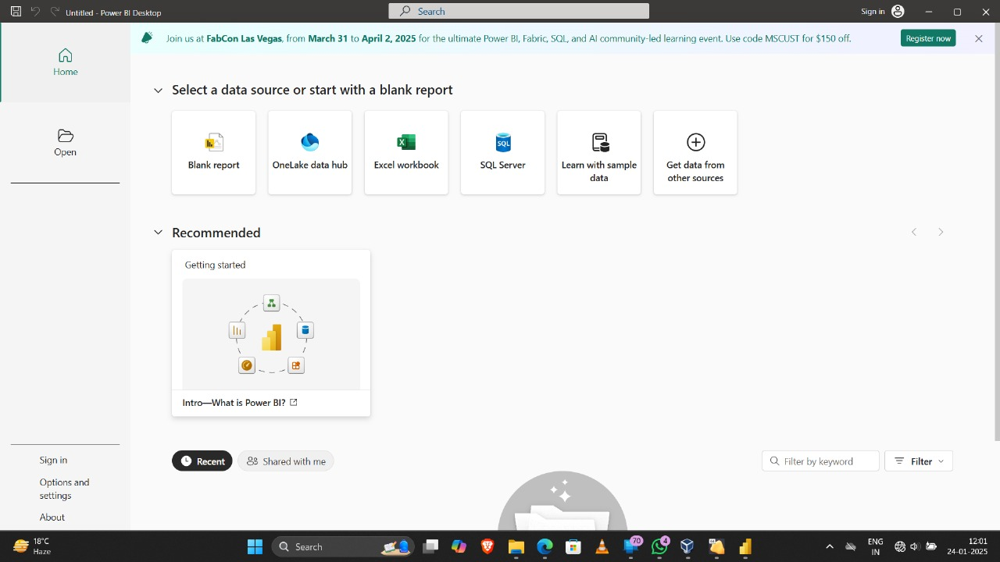 Untitled - Power BI Desktop
Search
Sign in
Join us at FabCon Las Vegas, from March 31 to April 2, 2025 for the ultimate Power BI, Fabric, SQL, and AI community-led learning event. Use code MSCUST for $150 off.
Register now
Home
Open
Select a data source or start with a blank report
Blank report
OneLake data hub
Excel workbook
SQL
SQL Server
Learn with sample
data
Get data from
other sources
Recommended
Getting started
Intro—What is Power BI?
Recent
Shared with me
Filter by keyword
Filter
Sign in
Options and
settings
About
18°C
Haze
Search
70
4
ENG
IN
12:01
24-01-2025